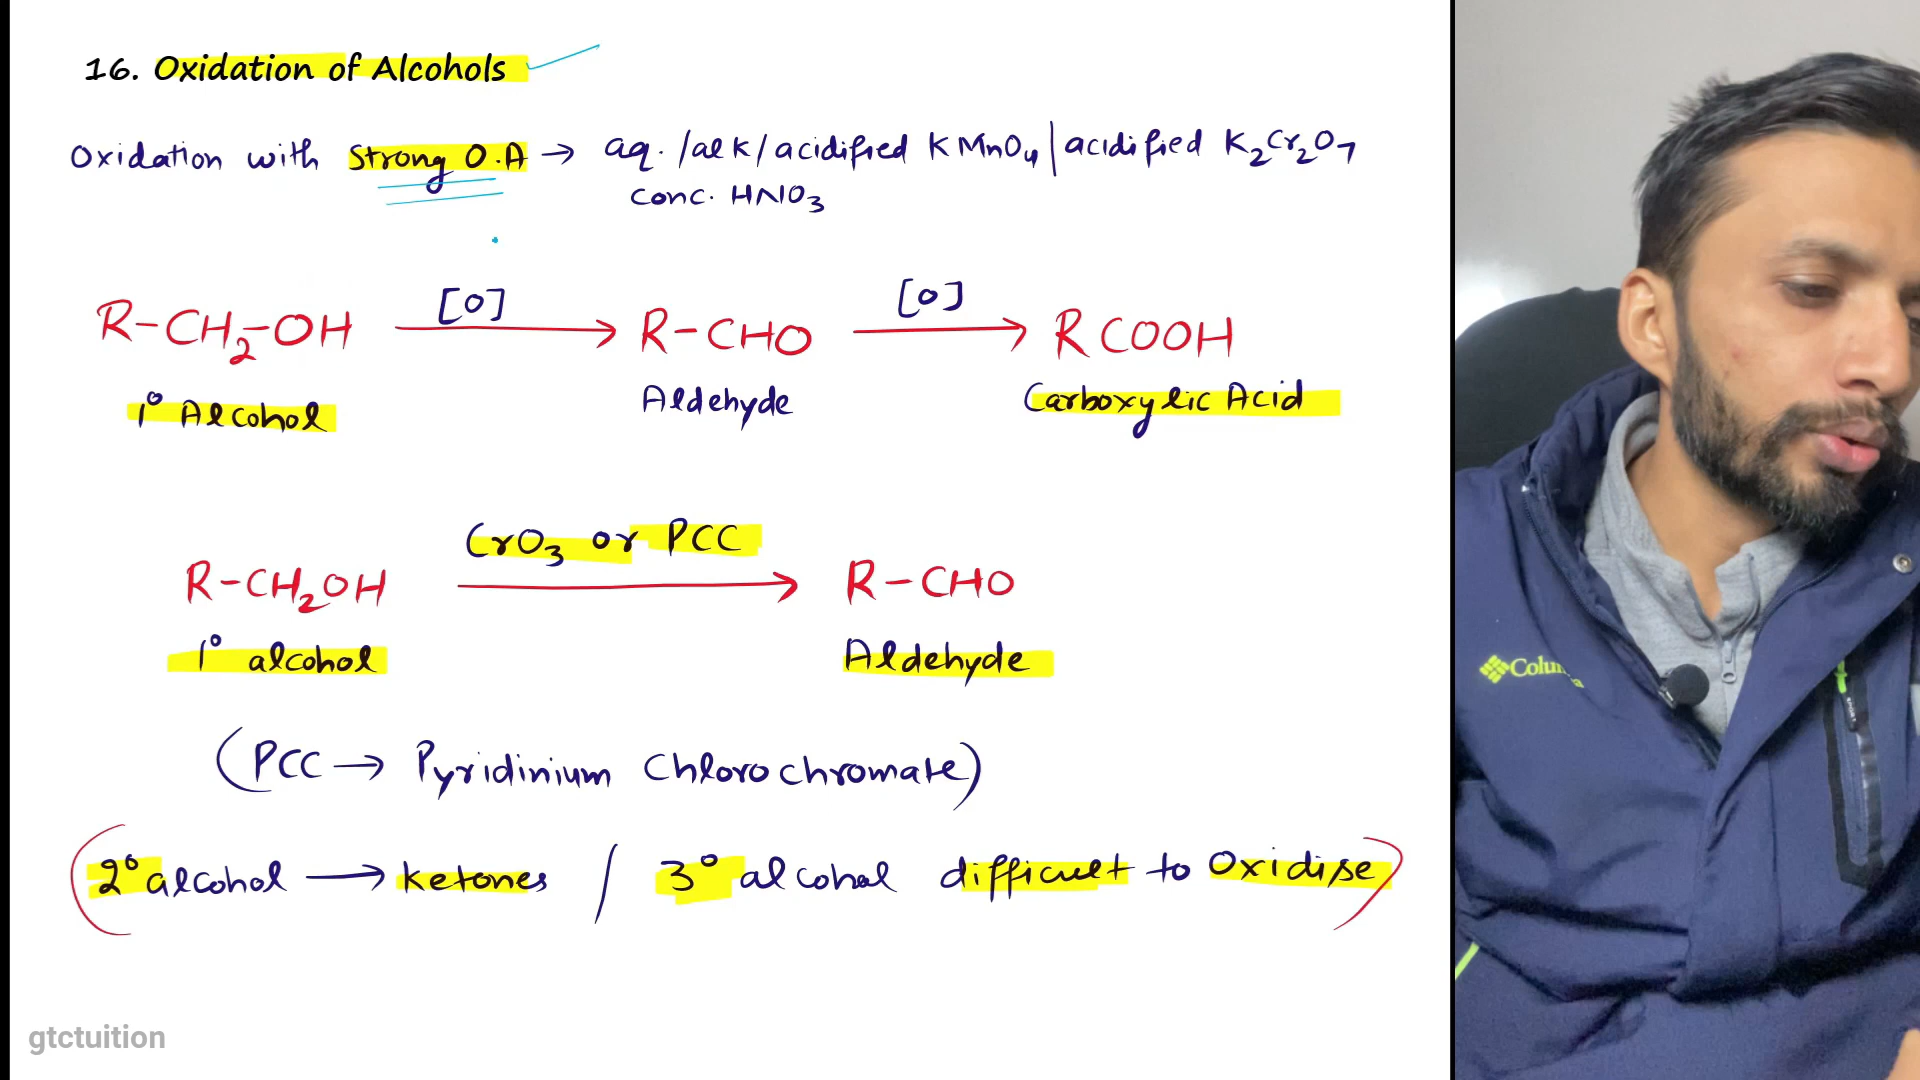 16. Oxidation of Alcohols
Oxidation with Strong O.A → aq. /alk/acidified KMnO4|acidified K2Cr2O7
Conc. HNO3
[O] [O]
R-CH2-OH → R-CHO → RCOOH
1° Alcohol Aldehyde Carboxylic Acid
CrO3 or PCC
R-CH2OH → R-CHO
1° alcohol Aldehyde
(PCC → Pyridinium Chlorochromate)
(2° alcohol → ketones / 3° alcohol difficult to Oxidise)
gtctuition